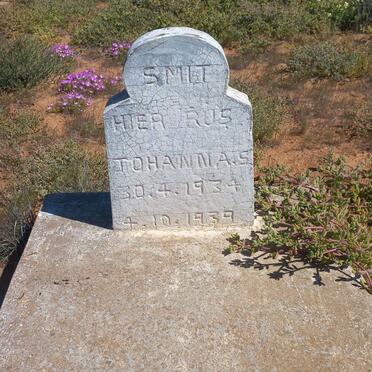 SMIT
HIER RUS
JOHANNA.S
30.4.1934
4.10.1939